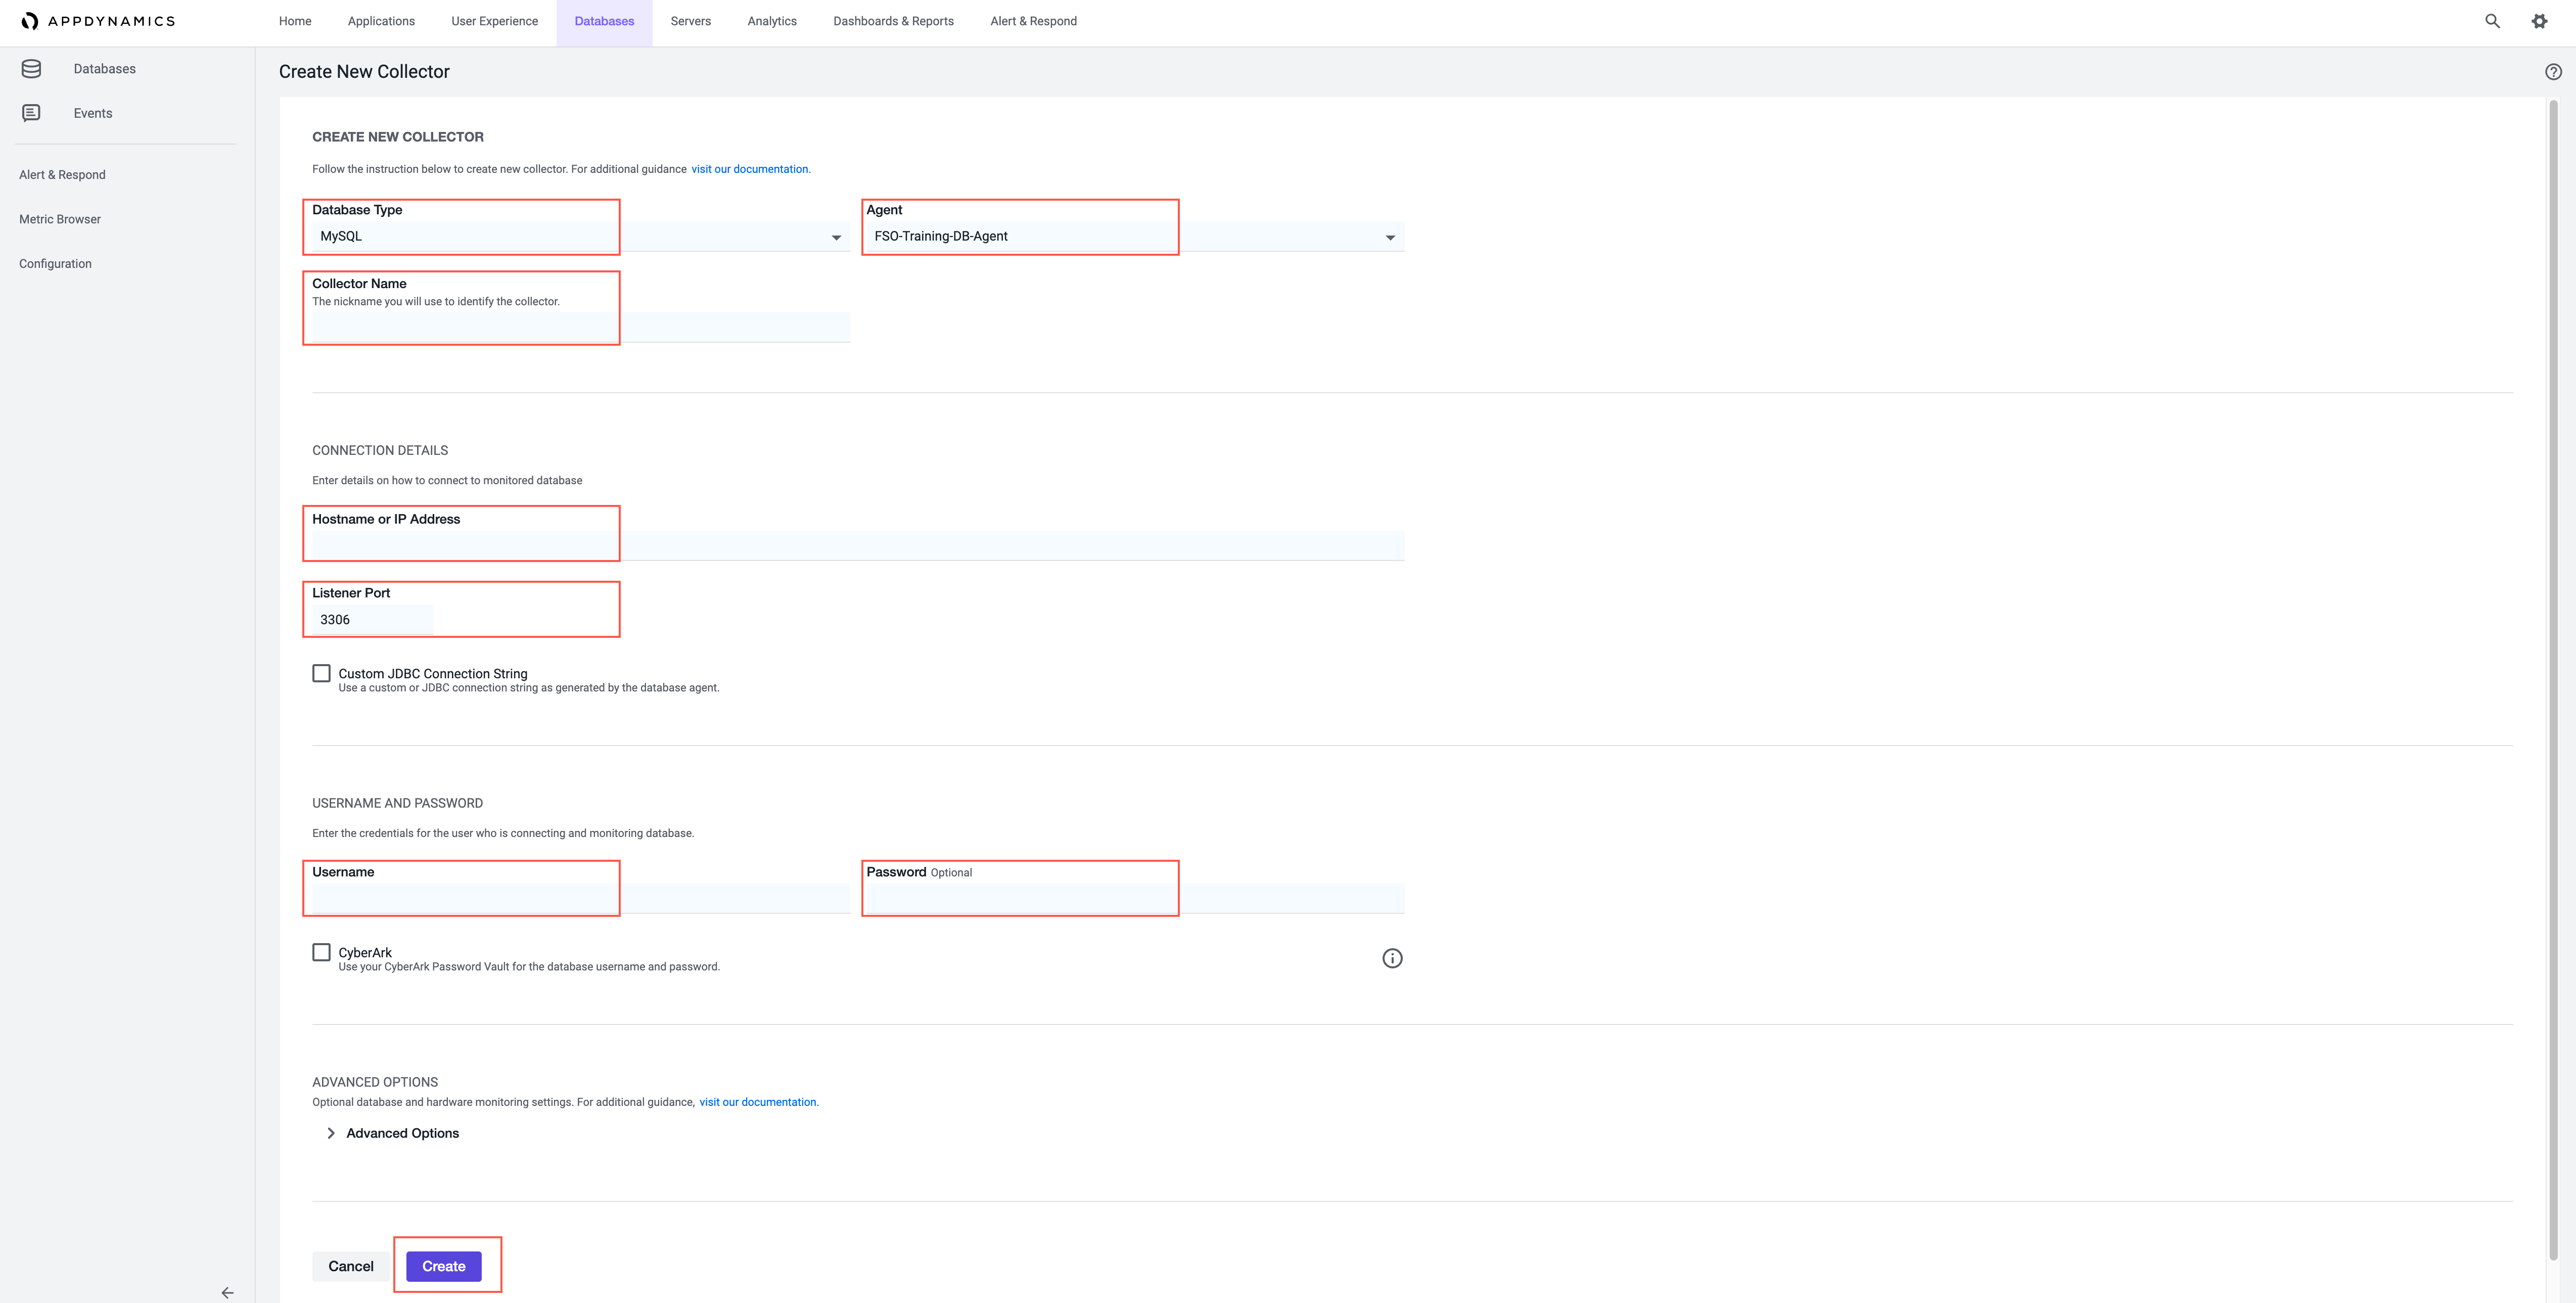 APPDYNAMICS
Home Applications User Experience Databases Servers Analytics Dashboards & Reports Alert & Respond
Databases
Events
Alert & Respond
Metric Browser
Configuration
Create New Collector
CREATE NEW COLLECTOR
Follow the instruction below to create new collector. For additional guidance visit our documentation.
Database Type Agent
MySQL FSO-Training-DB-Agent
Collector Name
The nickname you will use to identify the collector.
CONNECTION DETAILS
Enter details on how to connect to monitored database
Hostname or IP Address
Listener Port
3306
Custom JDBC Connection String
Use a custom or JDBC connection string as generated by the database agent.
USERNAME AND PASSWORD
Enter the credentials for the user who is connecting and monitoring database.
Username Password Optional
CyberArk
Use your CyberArk Password Vault for the database username and password.
ADVANCED OPTIONS
Optional database and hardware monitoring settings. For additional guidance, visit our documentation.
Advanced Options
Cancel Create